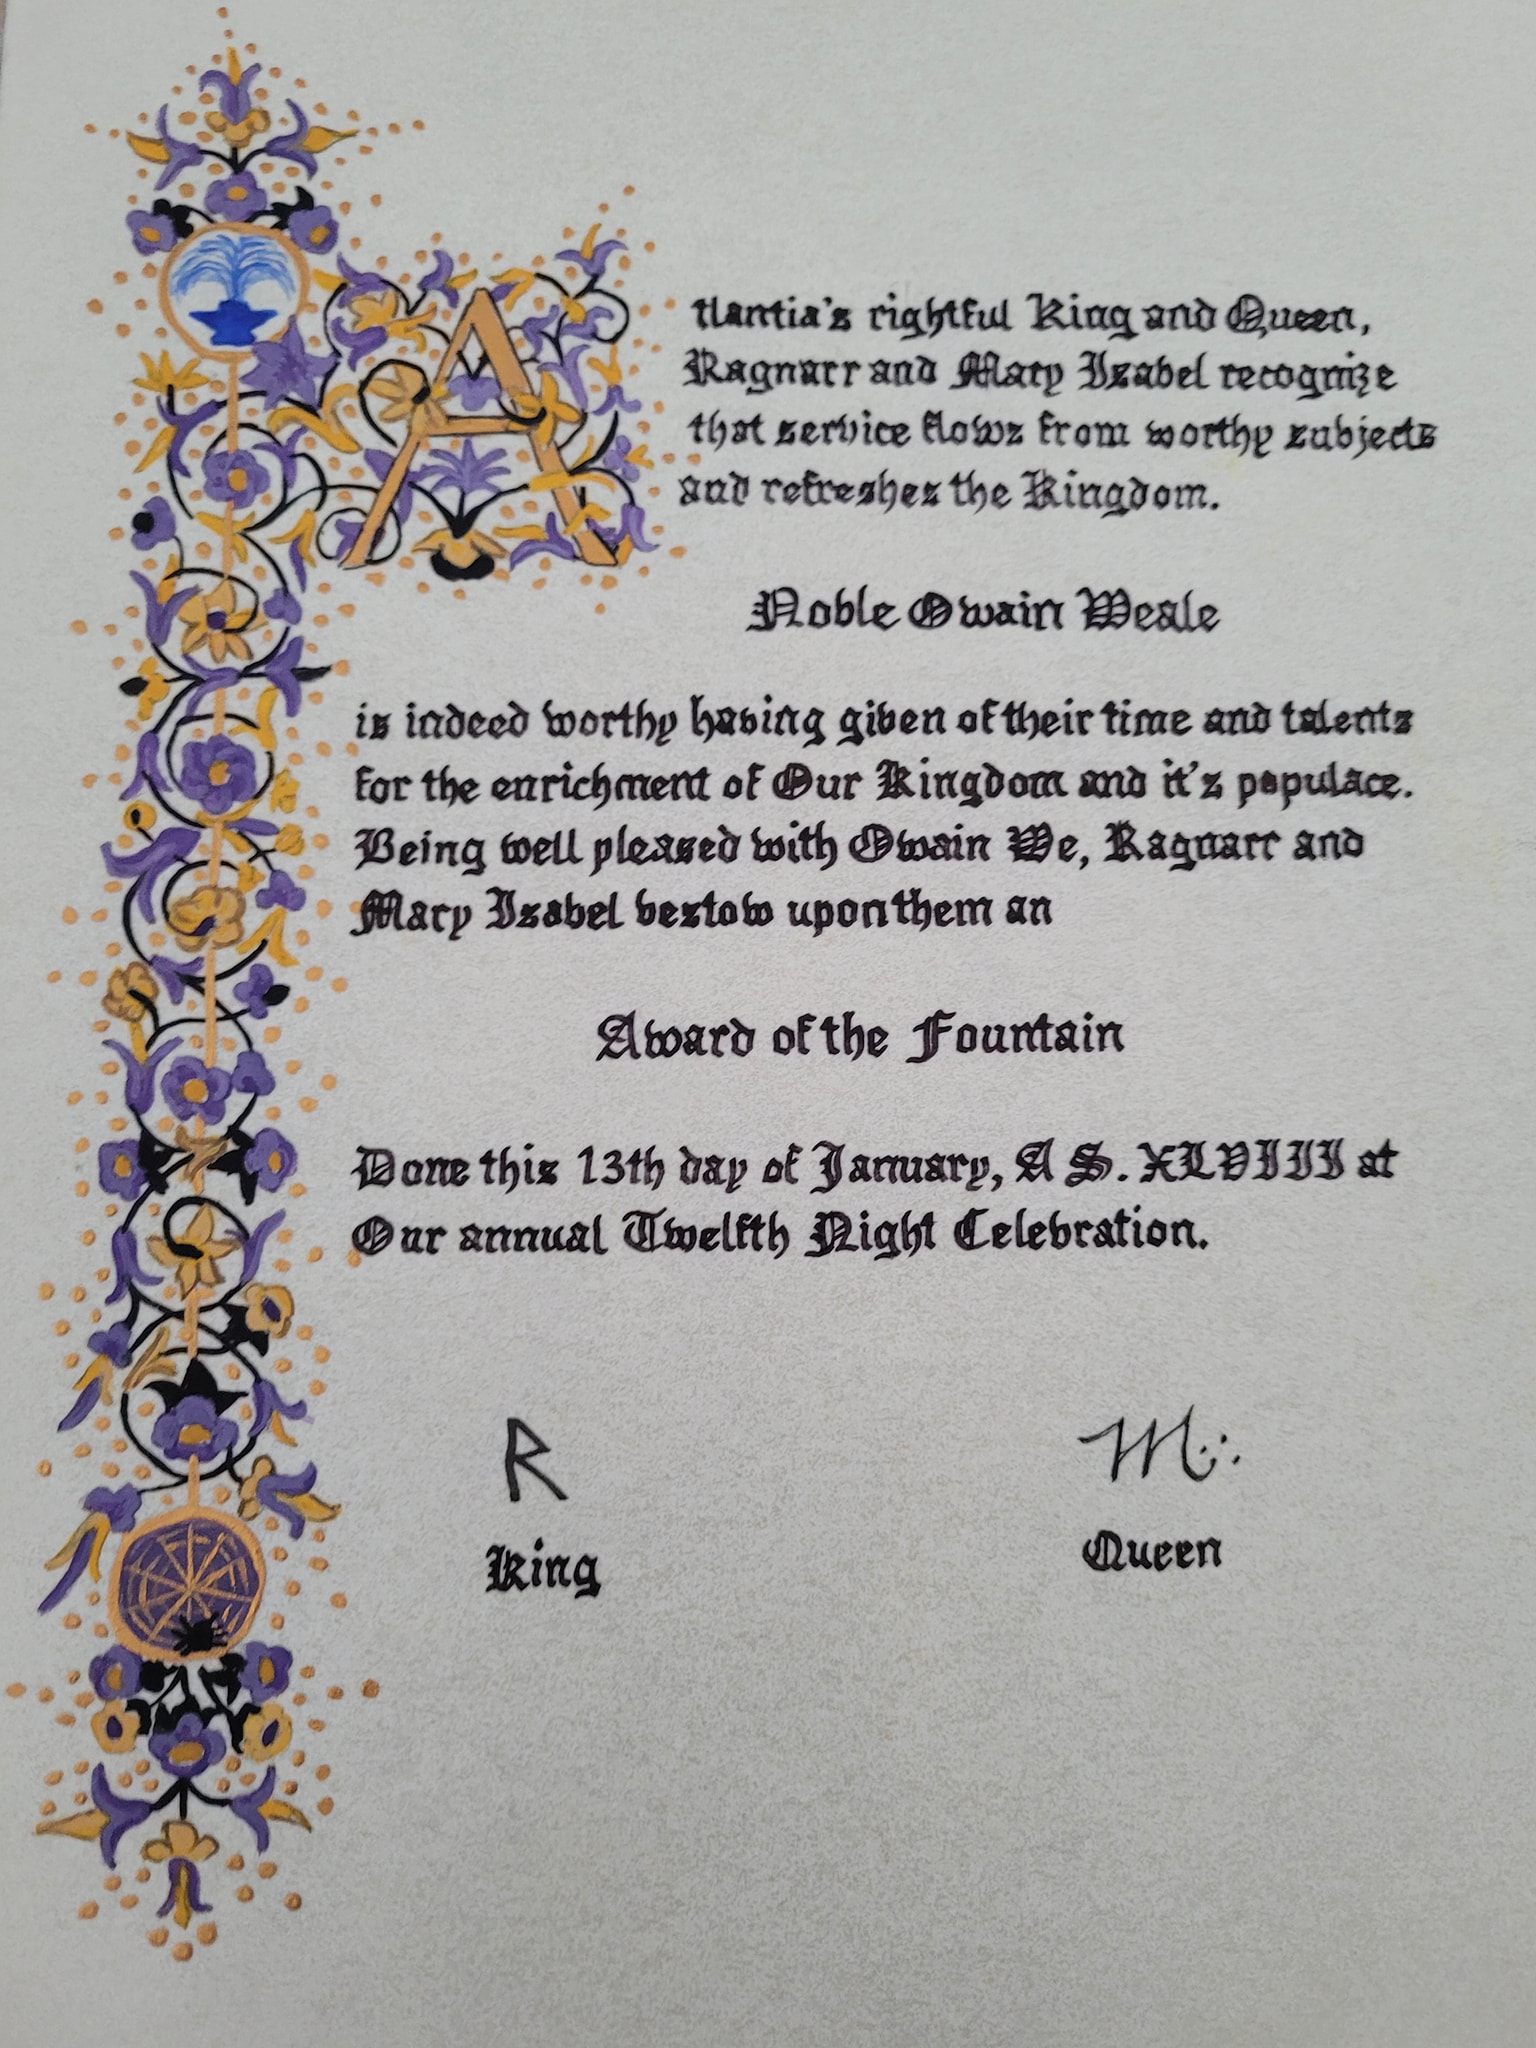 Atlantia's rightful King and Queen,
Ragnarr and Mary Isabel recognize
that service flows from worthy subjects
and refreshes the Kingdom.
Noble Owain Weale
is indeed worthy having given of their time and talents
for the enrichment of Our Kingdom and it's populace.
Being well pleased with Owain We, Ragnarr and
Mary Isabel bestow upon them an
Award of the Fountain
Done this 13th day of January, A S. XLVIII at
Our annual Twelfth Night Celebration.
R M
King Queen